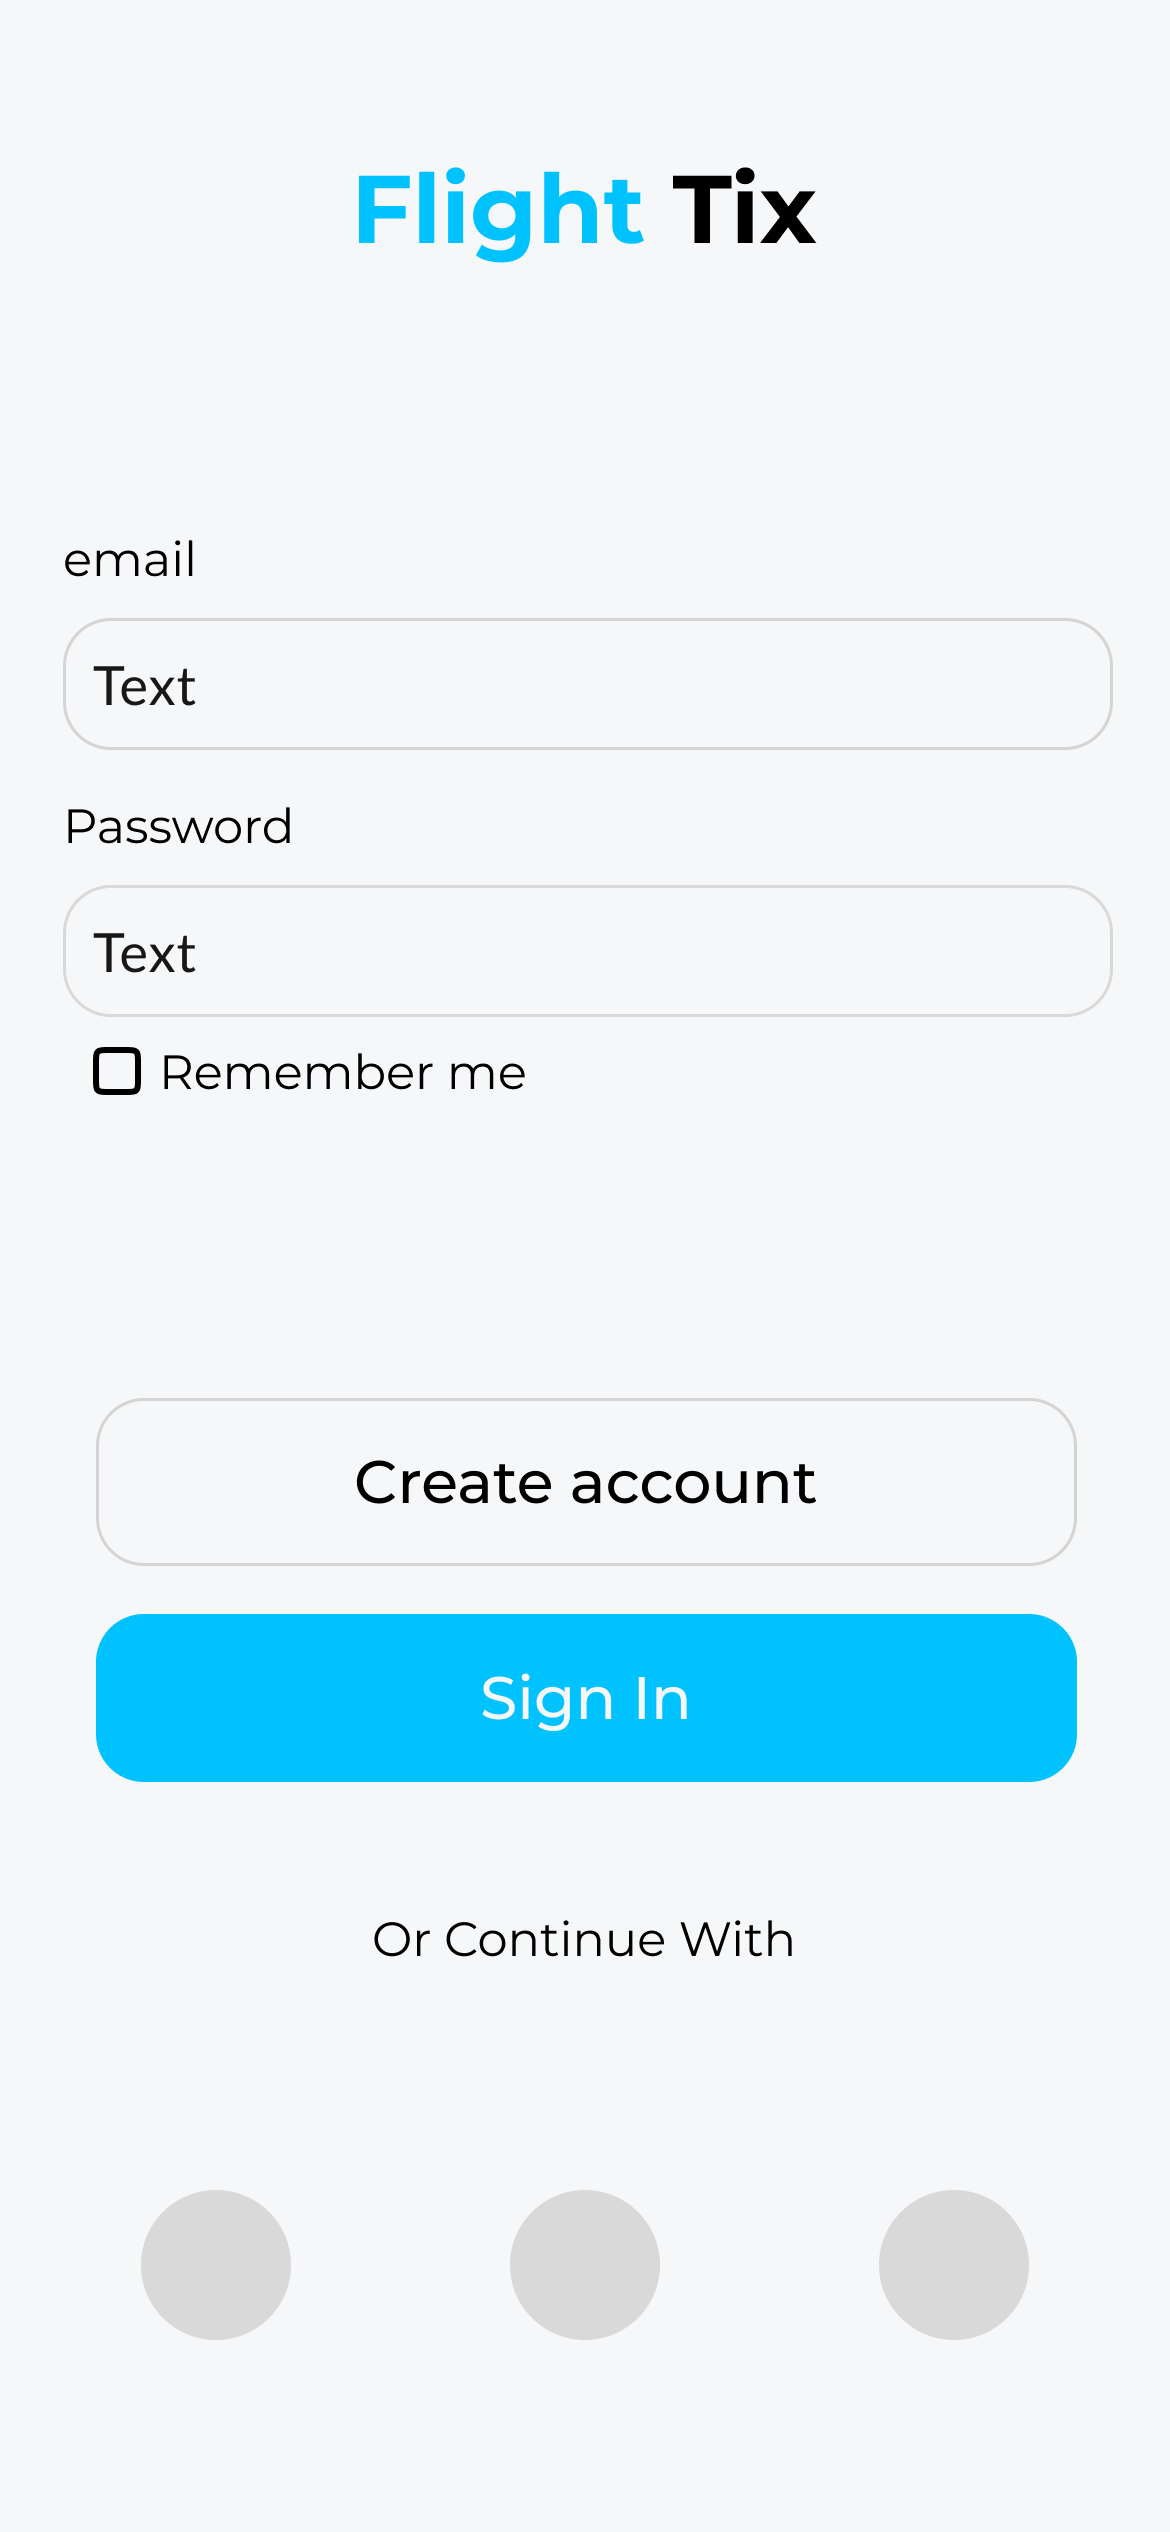 Flight Tix
email
Text
Password
Text
Remember me
Create account
Sign In
Or Continue With